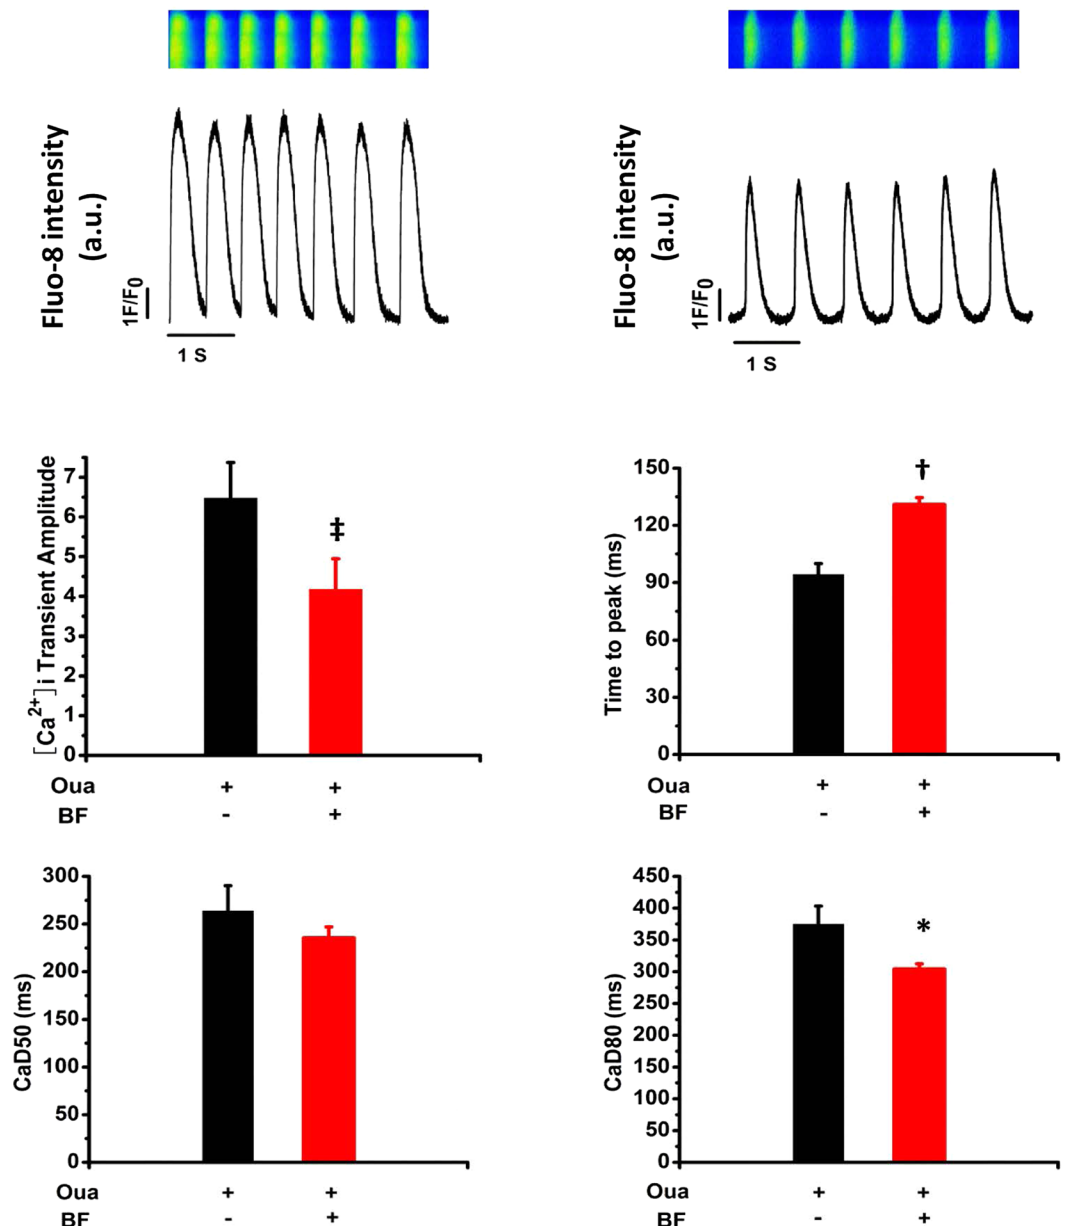 Fluo-8 intensity
(a.u.)
1F/F0
1 S
Fluo-8 intensity
(a.u.)
1F/F0
1 S
[Ca2+]i Transient Amplitude
7
6
5
4
3
2
1
0
‡
Oua + +
BF - +
Time to peak (ms)
150
120
90
60
30
0
†
Oua + +
BF - +
CaD50 (ms)
300
250
200
150
100
50
0
Oua + +
BF - +
CaD80 (ms)
450
400
350
300
250
200
150
100
50
0
*
Oua + +
BF - +